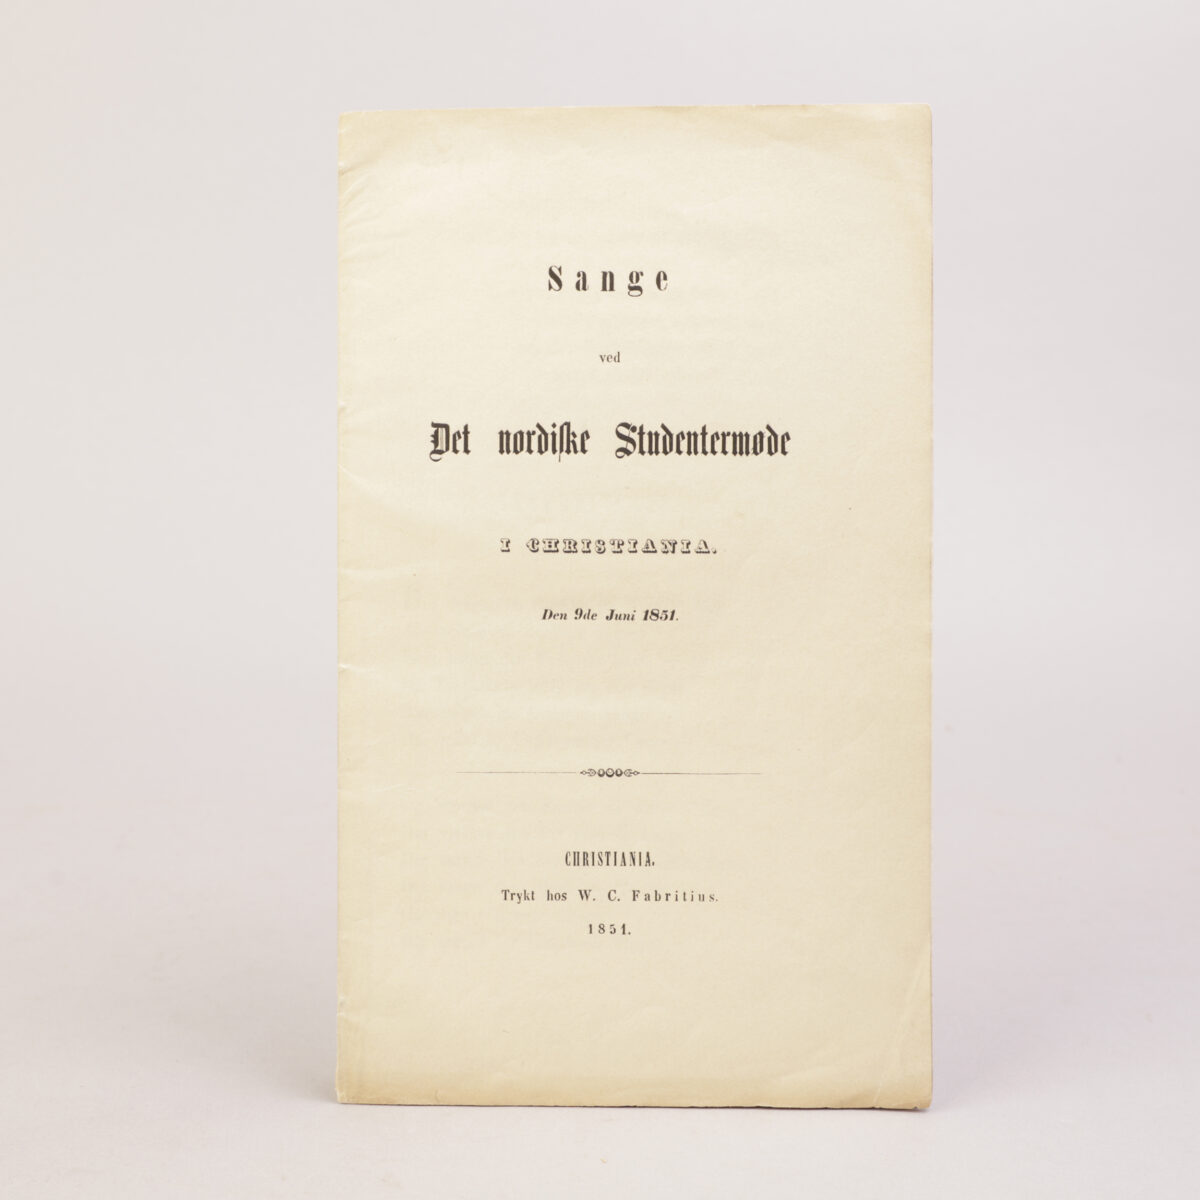 Sange
ved
Det nordiſke Studentermøde
I CHRISTIANIA.
Den 9de Juni 1851.
CHRISTIANIA.
Trykt hos W. C. Fabritius.
1851.